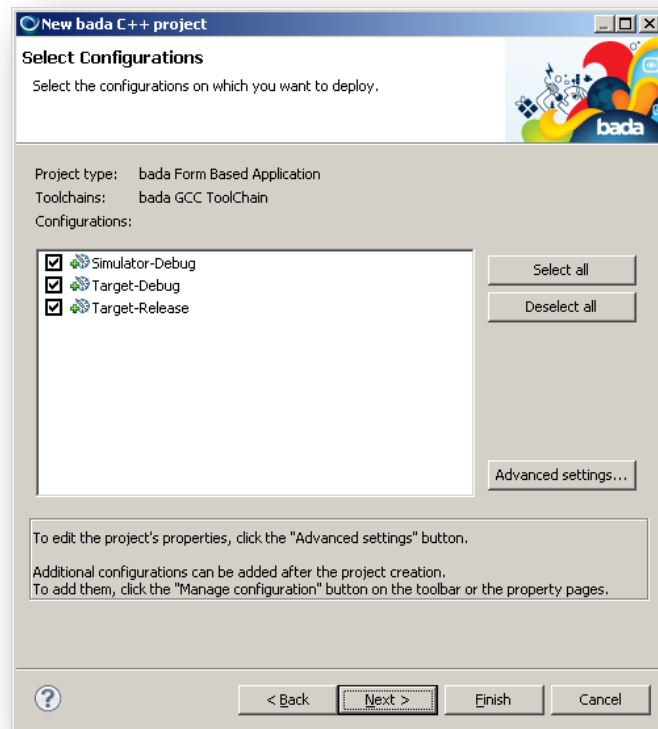 New bada C++ project
Select Configurations
Select the configurations on which you want to deploy.
bada
Project type: bada Form Based Application
Toolchains: bada GCC ToolChain
Configurations:
Simulator-Debug
Target-Debug
Target-Release
Select all
Deselect all
Advanced settings...
To edit the project's properties, click the "Advanced settings" button.
Additional configurations can be added after the project creation.
To add them, click the "Manage configuration" button on the toolbar or the property pages.
? < Back Next > Finish Cancel